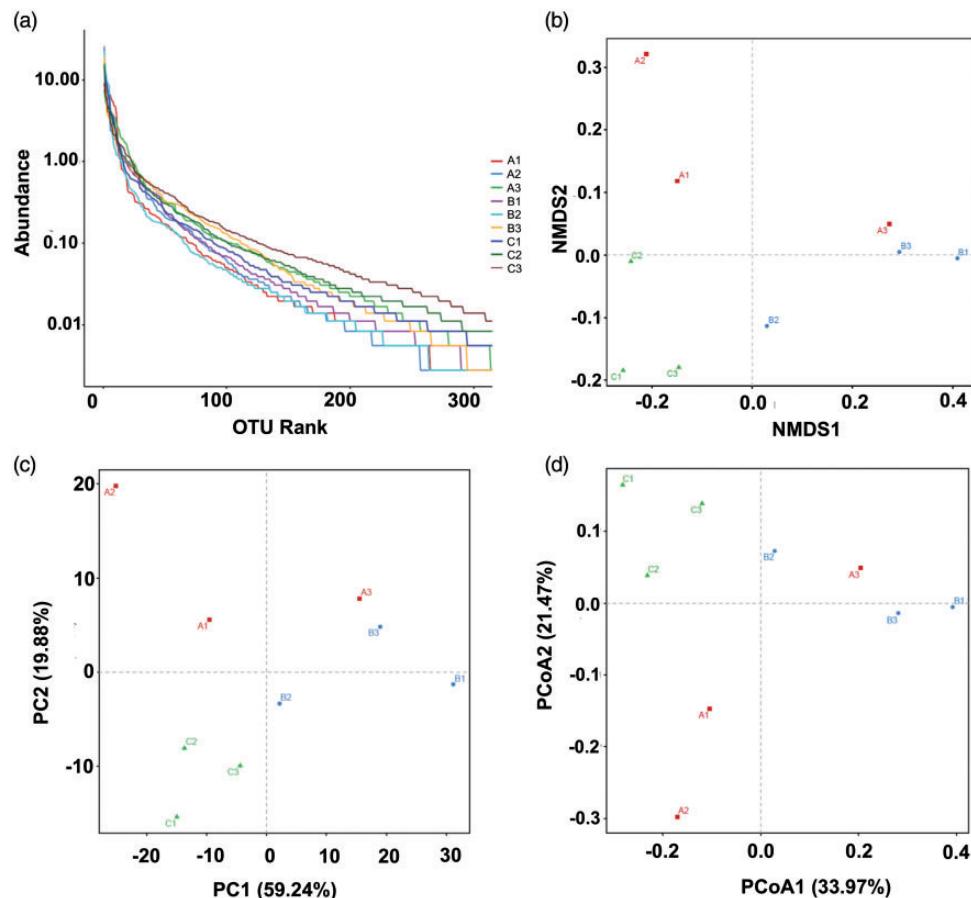 (a)
10.00
1.00
0.10
0.01
Abundance
0
100
200
300
OTU Rank
A1
A2
A3
B1
B2
B3
C1
C2
C3
(b)
0.3
0.2
0.1
0.0
-0.1
-0.2
NMDS2
A2
A1
A3
B3
B1
C2
B2
C1
C3
-0.2
0.0
0.2
0.4
NMDS1
(c)
20
10
0
-10
PC2 (19.88%)
A2
A3
A1
B3
B1
B2
C2
C3
C1
-20
-10
0
10
20
30
PC1 (59.24%)
(d)
0.1
0.0
-0.1
-0.2
-0.3
PCoA2 (21.47%)
C1
C3
C2
B2
A3
B3
B1
A1
A2
-0.2
0.0
0.2
0.4
PCoA1 (33.97%)